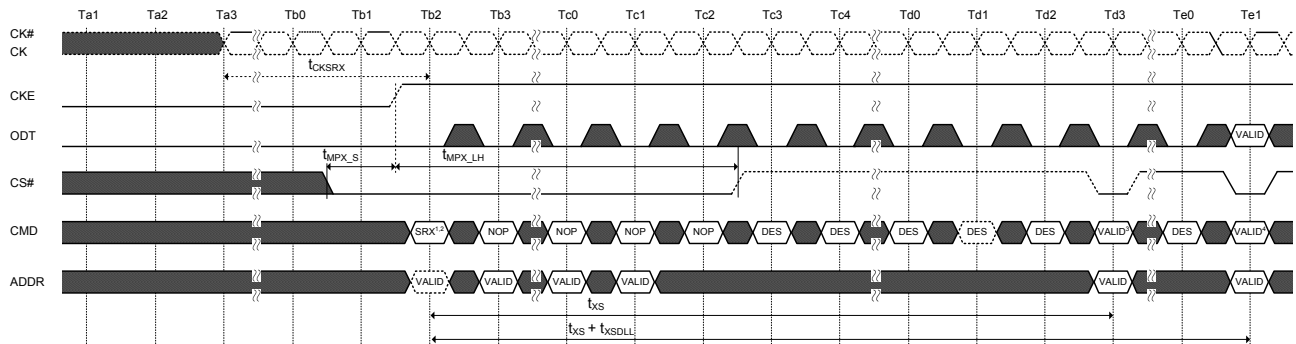 Ta1 Ta2 Ta3 Tb0 Tb1 Tb2 Tb3 Tc0 Tc1 Tc2 Tc3 Tc4 Td0 Td1 Td2 Td3 Te0 Te1
CK#
CK
tCKSRX
CKE
ODT VALID
tMPX_S tMPX_LH
CS#
CMD SRX1,2 NOP NOP NOP NOP DES DES DES DES DES VALID3 DES VALID4
ADDR VALID VALID VALID VALID VALID VALID
tXS
tXS + tXSDLL